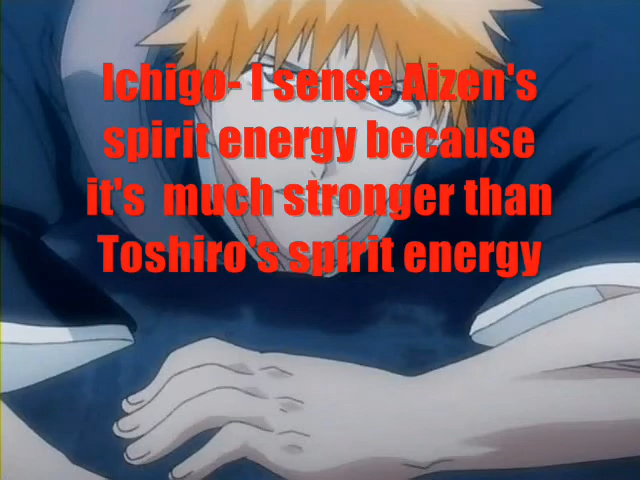 Ichigo- I sense Aizen's
spirit energy because
it's  much stronger than
Toshiro's spirit energy